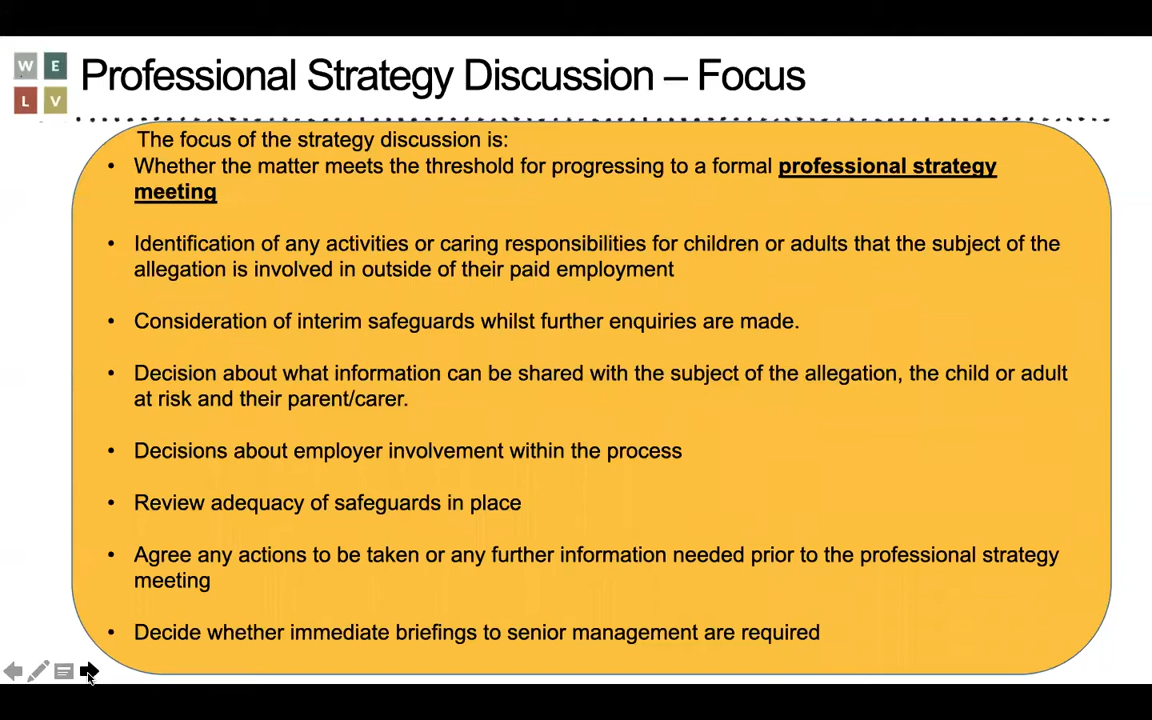 W E
L V
Professional Strategy Discussion – Focus
The focus of the strategy discussion is:
• Whether the matter meets the threshold for progressing to a formal professional strategy
meeting
• Identification of any activities or caring responsibilities for children or adults that the subject of the
allegation is involved in outside of their paid employment
• Consideration of interim safeguards whilst further enquiries are made.
• Decision about what information can be shared with the subject of the allegation, the child or adult
at risk and their parent/carer.
• Decisions about employer involvement within the process
• Review adequacy of safeguards in place
• Agree any actions to be taken or any further information needed prior to the professional strategy
meeting
• Decide whether immediate briefings to senior management are required